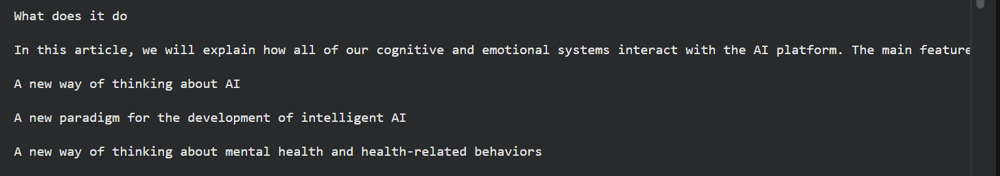 What does it do
In this article, we will explain how all of our cognitive and emotional systems interact with the AI platform. The main feature
A new way of thinking about AI
A new paradigm for the development of intelligent AI
A new way of thinking about mental health and health-related behaviors